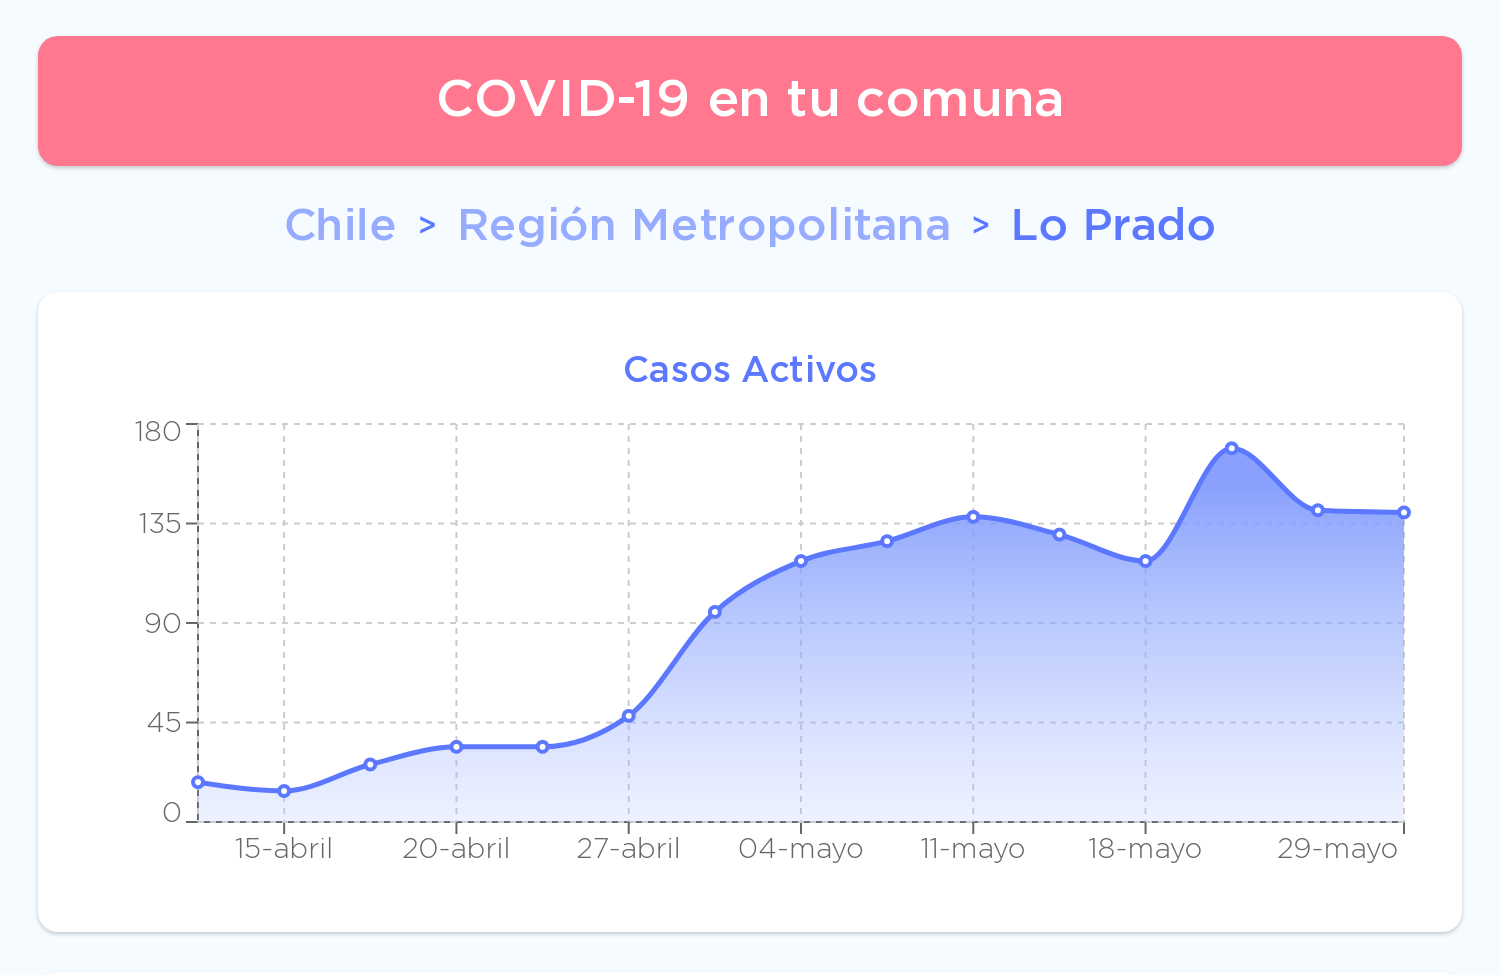 COVID-19 en tu comuna
Chile > Región Metropolitana > Lo Prado
Casos Activos
180
135
90
45
0
15-abril 20-abril 27-abril 04-mayo 11-mayo 18-mayo 29-mayo